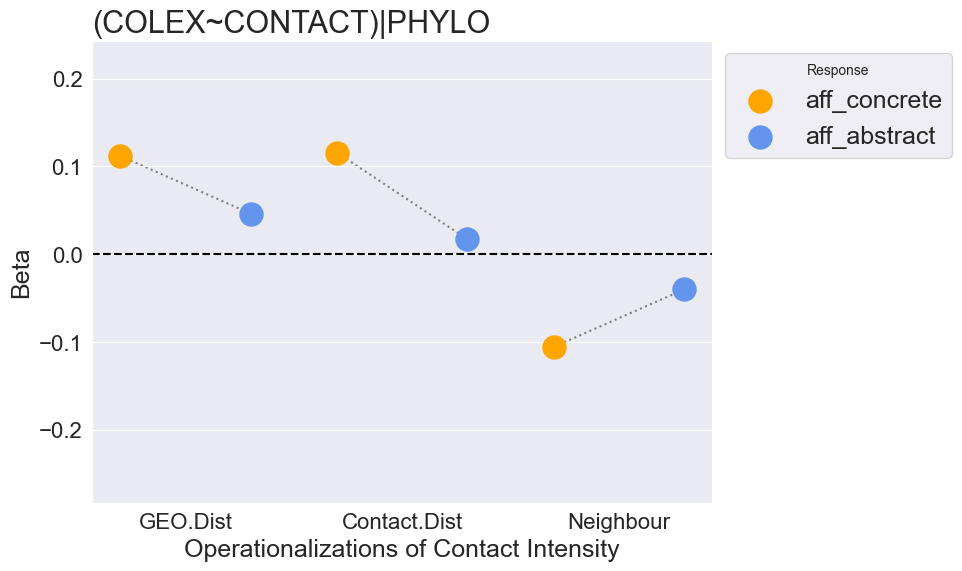 (COLEX~CONTACT)|PHYLO
Response
aff_concrete
aff_abstract
0.2
0.1
0.0
−0.1
−0.2
Beta
GEO.Dist
Contact.Dist
Neighbour
Operationalizations of Contact Intensity